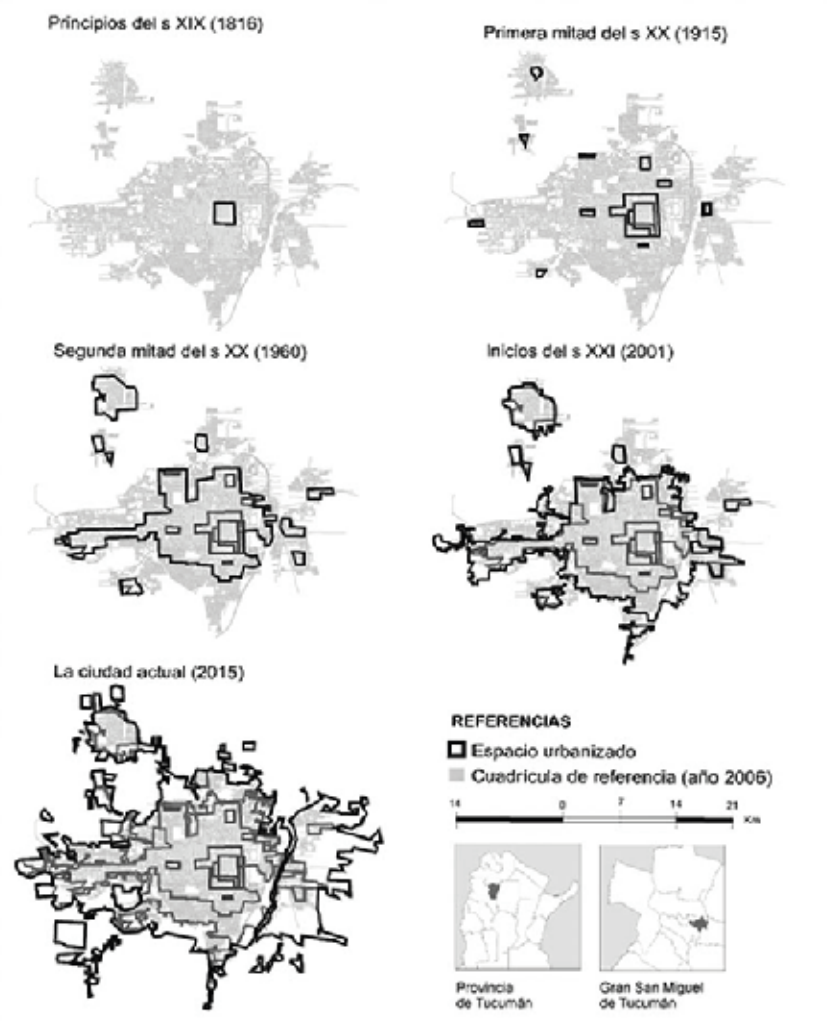 Principios del s XIX (1816)
Primera mitad del s XX (1915)
Segunda mitad del s XX (1960)
Inicios del s XXI (2001)
La ciudad actual (2015)
REFERENCIAS
Espacio urbanizado
Cuadrícula de referencia (año 2006)
14 0 7 14 21
Km
Provincia
de Tucumán
Gran San Miguel
de Tucumán